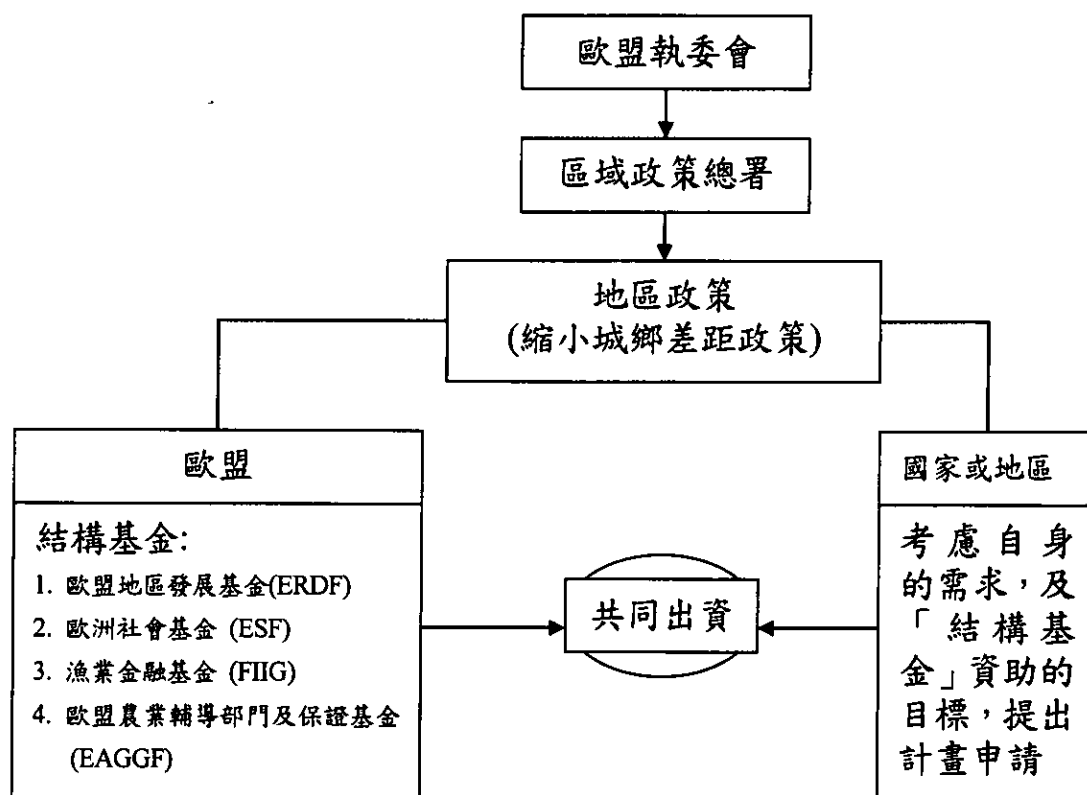 歐盟執委會
區域政策總署
地區政策
(縮小城鄉差距政策)
歐盟
結構基金:
1. 歐盟地區發展基金(ERDF)
2. 歐洲社會基金 (ESF)
3. 漁業金融基金 (FIIG)
4. 歐盟農業輔導部門及保證基金
(EAGGF)
共同出資
國家或地區
考慮自身
的需求，及
「結構基
金」資助的
目標，提出
計畫申請